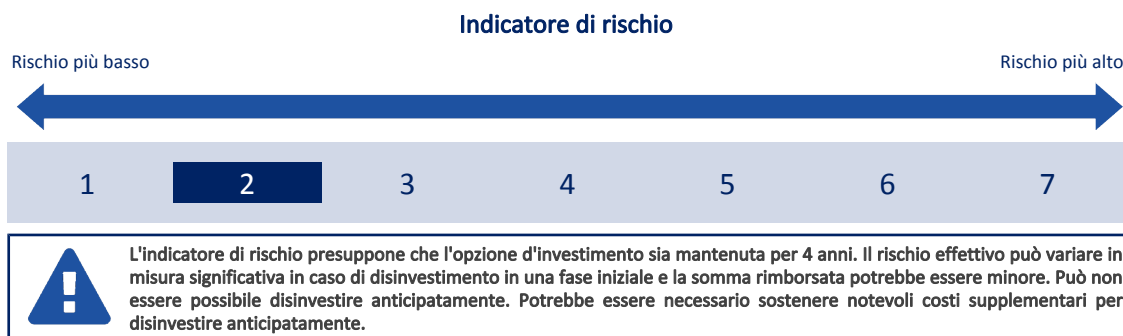 Indicatore di rischio
Rischio più basso
Rischio più alto
1 2 3 4 5 6 7
L'indicatore di rischio presuppone che l'opzione d'investimento sia mantenuta per 4 anni. Il rischio effettivo può variare in
misura significativa in caso di disinvestimento in una fase iniziale e la somma rimborsata potrebbe essere minore. Può non
essere possibile disinvestire anticipatamente. Potrebbe essere necessario sostenere notevoli costi supplementari per
disinvestire anticipatamente.